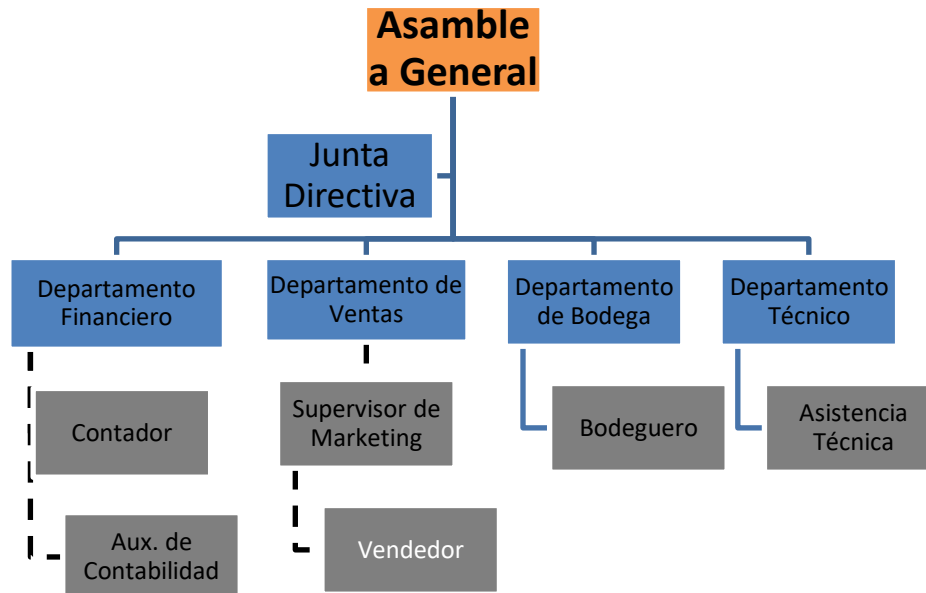 Asamble
a General
Junta
Directiva
Departamento
Financiero
Departamento de
Ventas
Departamento
de Bodega
Departamento
Técnico
Contador
Supervisor de
Marketing
Bodeguero
Asistencia
Técnica
Aux. de
Contabilidad
Vendedor